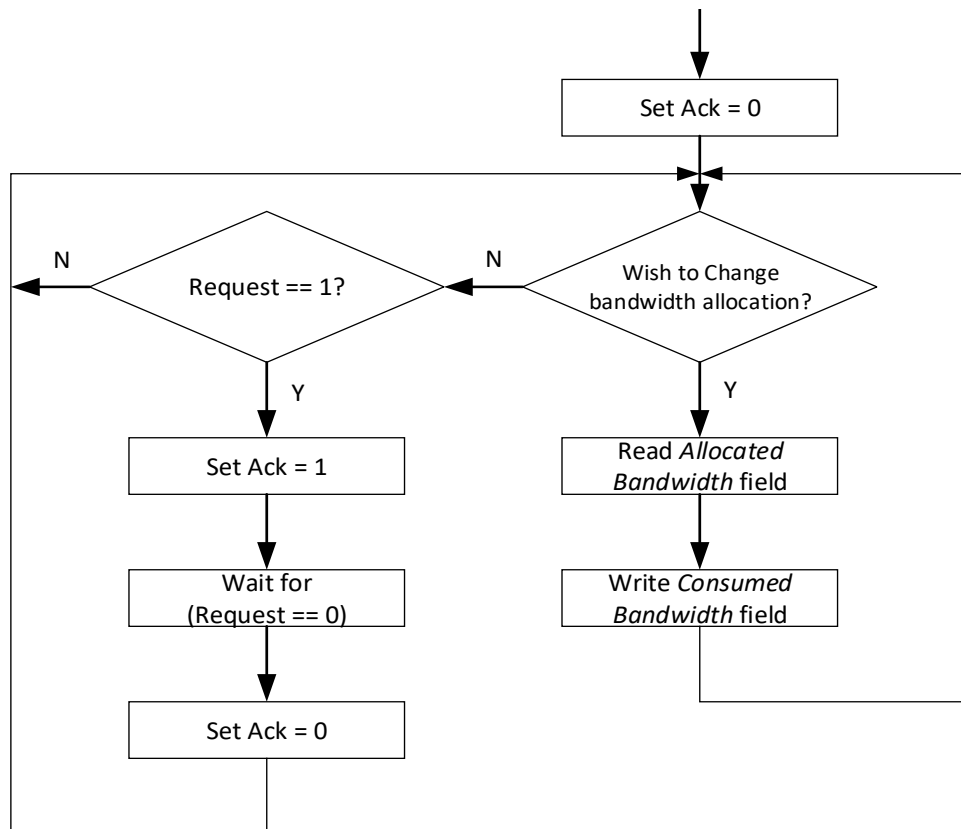 Set Ack = 0
N
Request == 1?
N
Wish to Change
bandwidth allocation?
Y
Y
Set Ack = 1
Read Allocated
Bandwidth field
Wait for
(Request == 0)
Write Consumed
Bandwidth field
Set Ack = 0